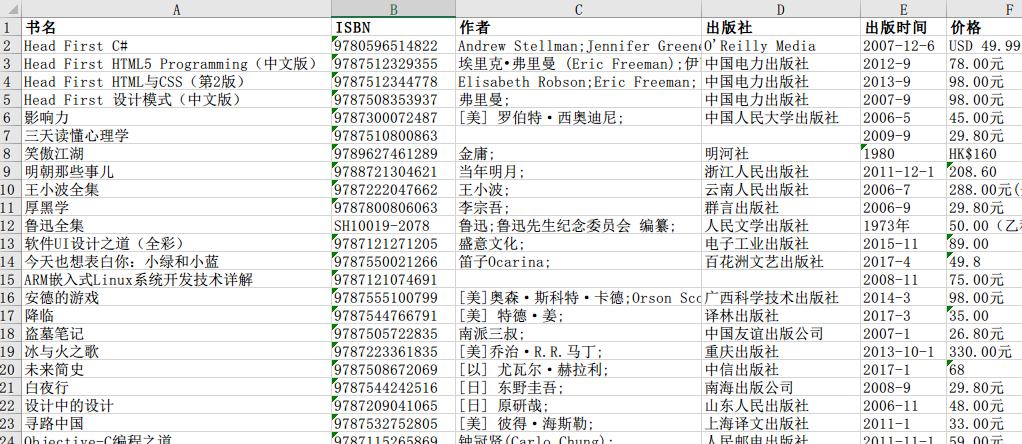 A B C D E F
1 书名 ISBN 作者 出版社 出版时间 价格
2 Head First C# 9780596514822 Andrew Stellman;Jennifer Greene O'Reilly Media 2007-12-6 USD 49.99
3 Head First HTML5 Programming（中文版） 9787512329355 埃里克•弗里曼 (Eric Freeman);伊 中国电力出版社 2012-9 78.00元
4 Head First HTML与CSS（第2版） 9787512344778 Elisabeth Robson;Eric Freeman; 中国电力出版社 2013-9 98.00元
5 Head First 设计模式（中文版） 9787508353937 弗里曼; 中国电力出版社 2007-9 98.00元
6 影响力 9787300072487 [美] 罗伯特·西奥迪尼; 中国人民大学出版社 2006-5 45.00元
7 三天读懂心理学 9787510800863 2009-9 29.80元
8 笑傲江湖 9789627461289 金庸; 明河社 1980 HK$160
9 明朝那些事儿 9788721304621 当年明月; 浙江人民出版社 2011-12-1 208.60
10 王小波全集 9787222047662 王小波; 云南人民出版社 2006-7 288.00元(
11 厚黑学 9787800806063 李宗吾; 群言出版社 2006-9 29.80元
12 鲁迅全集 SH10019-2078 鲁迅;鲁迅先生纪念委员会 编纂; 人民文学出版社 1973年 50.00（乙
13 软件UI设计之道（全彩） 9787121271205 盛意文化; 电子工业出版社 2015-11 89.00
14 今天也想表白你：小绿和小蓝 9787550021266 笛子Ocarina; 百花洲文艺出版社 2017-4 49.8
15 ARM嵌入式Linux系统开发技术详解 9787121074691 2008-11 75.00元
16 安德的游戏 9787555100799 [美]奥森·斯科特·卡德;Orson Sco 广西科学技术出版社 2014-3 98.00元
17 降临 9787544766791 [美] 特德·姜; 译林出版社 2017-3 35.00
18 盗墓笔记 9787505722835 南派三叔; 中国友谊出版公司 2007-1 26.80元
19 冰与火之歌 9787223361835 [美]乔治·R.R.马丁; 重庆出版社 2013-10-1 330.00元
20 未来简史 9787508672069 [以] 尤瓦尔·赫拉利; 中信出版社 2017-1 68
21 白夜行 9787544242516 [日] 东野圭吾; 南海出版公司 2008-9 29.80元
22 设计中的设计 9787209041065 [日] 原研哉; 山东人民出版社 2006-11 48.00元
23 寻路中国 9787532752805 [美] 彼得·海斯勒; 上海译文出版社 2011-1 33.00元
24 Objective-C编程之道 9787115265869 钟冠贤(Carlo Chung); 人民邮电出版社 2011-11 59.00元